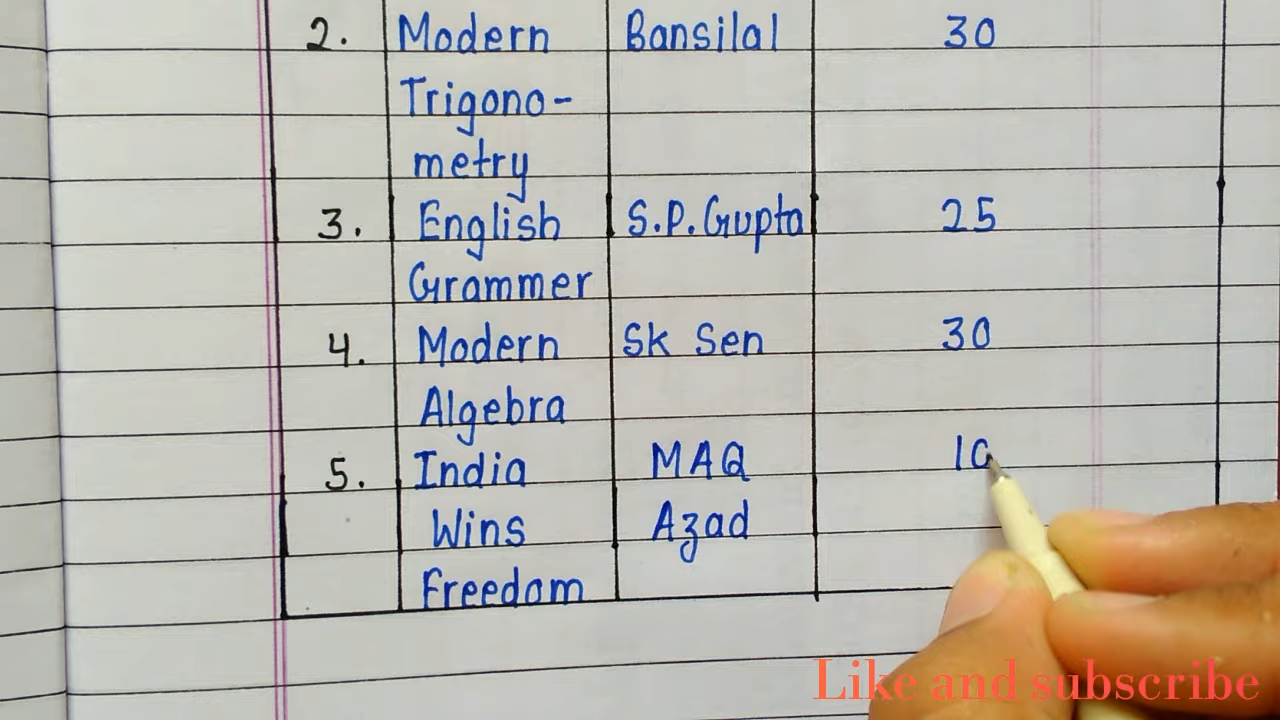 2. Modern Bansilal 30
Trigono-
metry
3. English S.P. Gupta 25
Grammer
4. Modern Sk Sen 30
Algebra
5. India MAQ 10
Wins Azad
Freedom
Like and subscribe